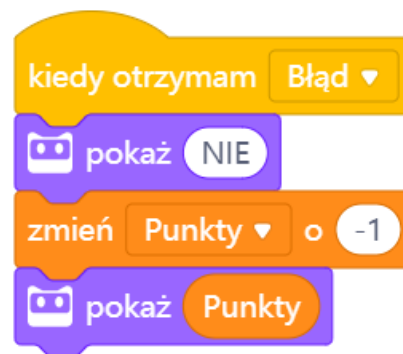 kiedy otrzymam Błąd
pokaż NIE
zmień Punkty o -1
pokaż Punkty